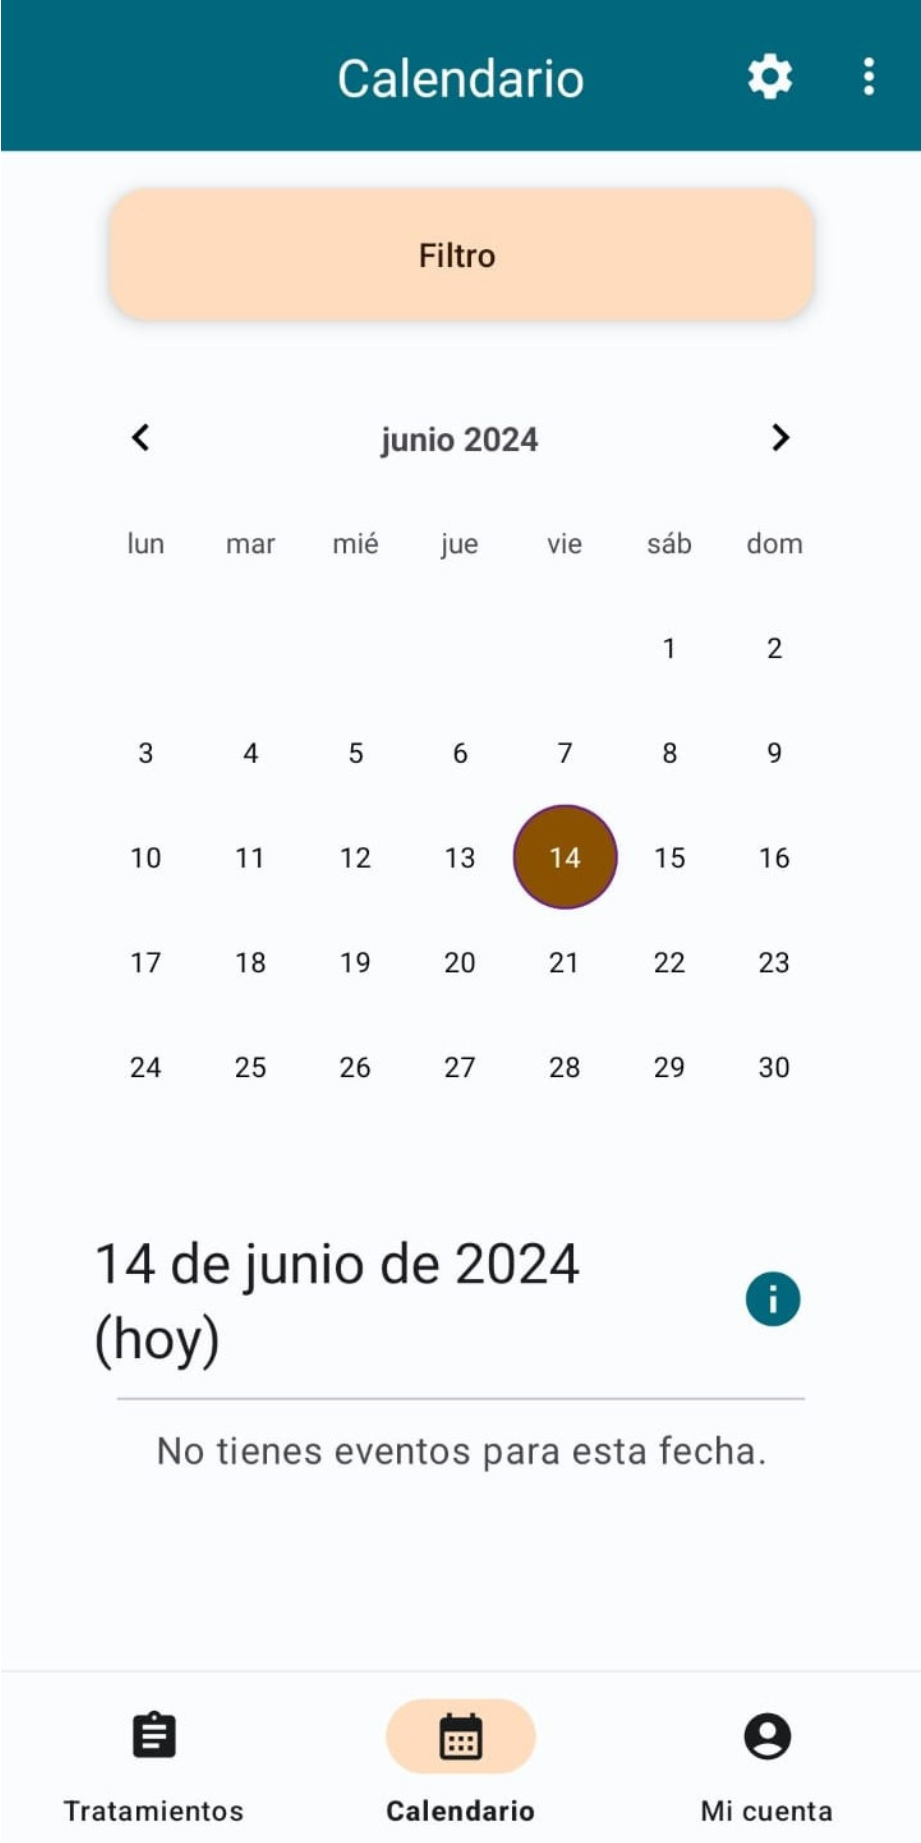 Calendario
Filtro
junio 2024
lun mar mié jue vie sáb dom
1 2
3 4 5 6 7 8 9
10 11 12 13 14 15 16
17 18 19 20 21 22 23
24 25 26 27 28 29 30
14 de junio de 2024
(hoy)
No tienes eventos para esta fecha.
Tratamientos Calendario Mi cuenta